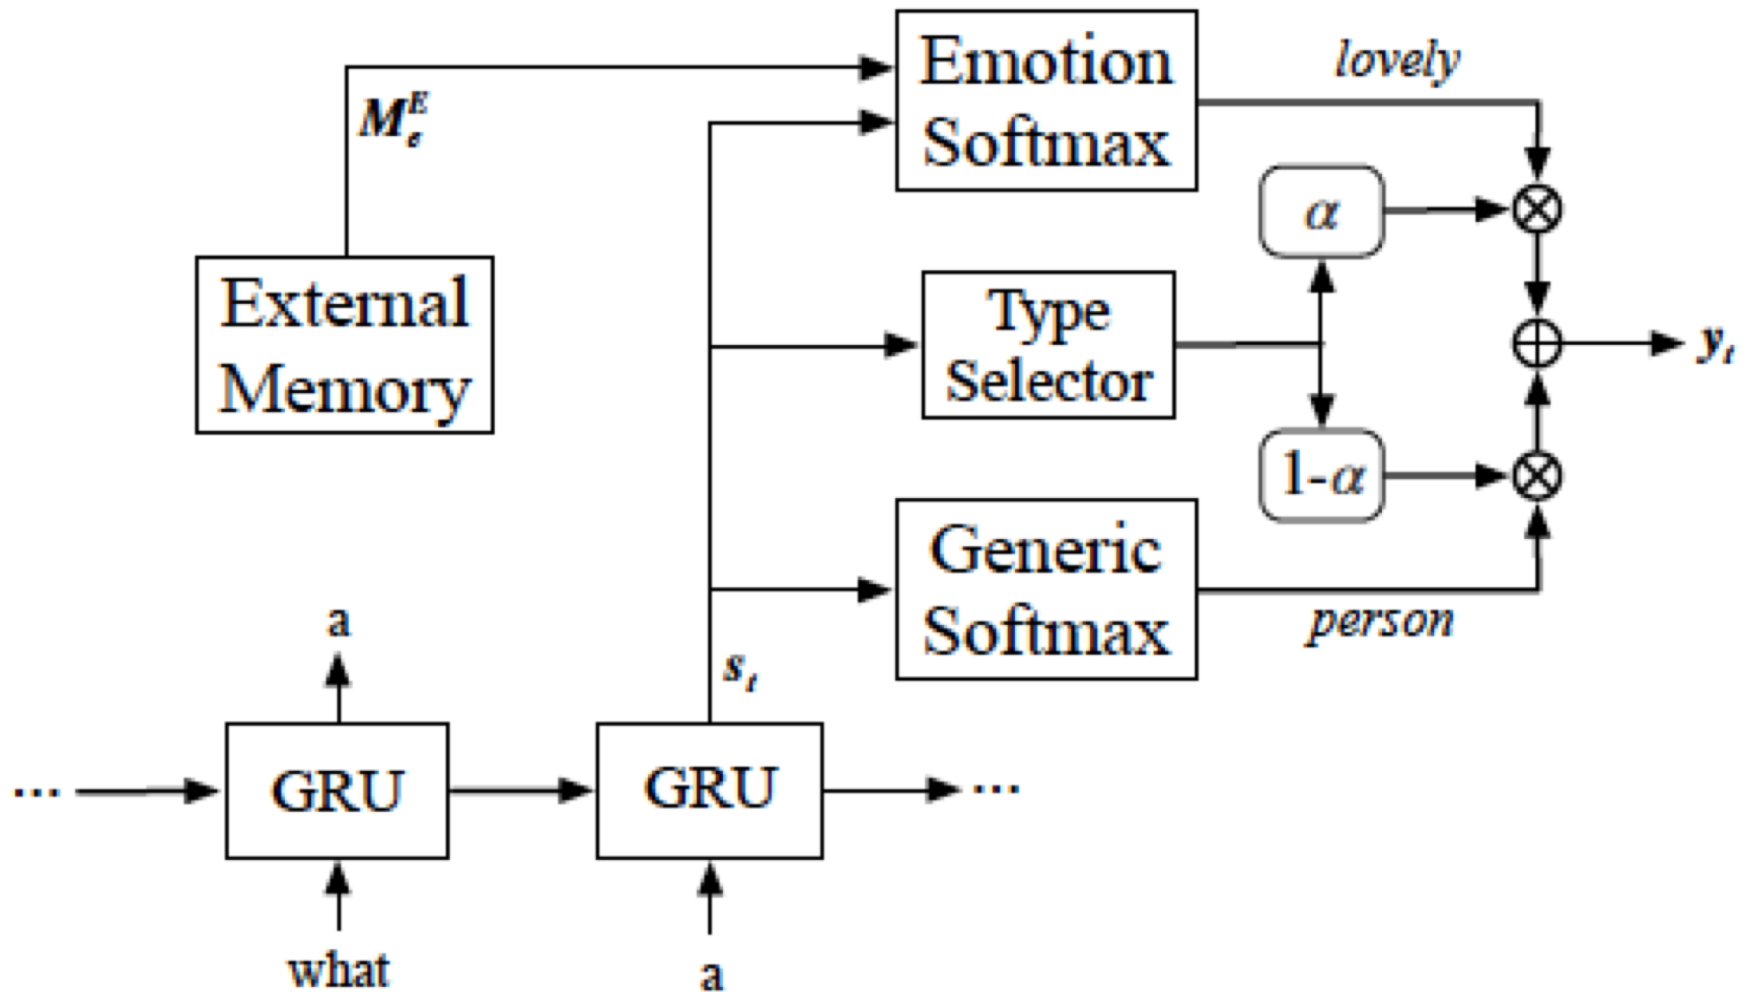 Emotion
Softmax
lovely
M_e^E
α
External
Memory
Type
Selector
y_t
1-α
Generic
Softmax
person
a
s_t
...
GRU
GRU
...
what
a